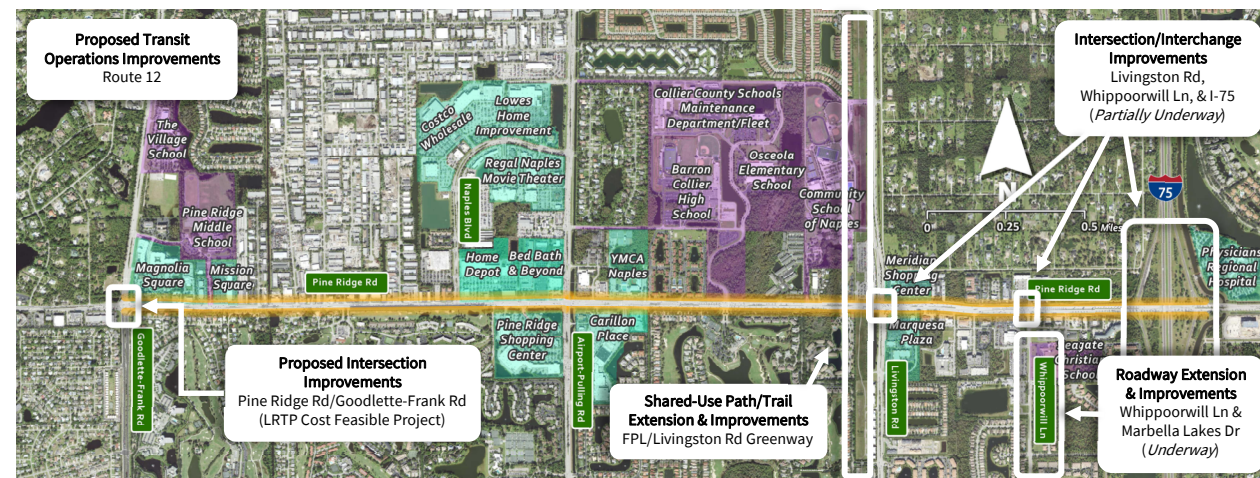 Proposed Transit
Operations Improvements
Route 12
Intersection/Interchange
Improvements
Livingston Rd,
Whippoorwill Ln, & I-75
(Partially Underway)
The
Village
School
Pine Ridge
Middle
School
Magnolia
Square
Mission
Square
Costco
Wholesale
Lowes
Home
Improvement
Regal Naples
Movie Theater
Naples Blvd
Home
Depot
Bed Bath
& Beyond
YMCA
Naples
Collier County Schools
Maintenance
Department/Fleet
Barron
Collier
High
School
Osceola
Elementary
School
Community
School
of Naples
N
0
0.25
0.5 Miles
75
Meridian
Shopping
Center
Physicians
Regional
Hospital
Pine Ridge Rd
Pine Ridge Rd
Goodlette-Frank Rd
Proposed Intersection
Improvements
Pine Ridge Rd/Goodlette-Frank Rd
(LRTP Cost Feasible Project)
Pine Ridge
Shopping
Center
Airport-Pulling Rd
Carillon
Place
Shared-Use Path/Trail
Extension & Improvements
FPL/Livingston Rd Greenway
Marquesa
Plaza
Livingston Rd
Whippoorwill Ln
Seagate
Christian
School
Roadway Extension
& Improvements
Whippoorwill Ln &
Marbella Lakes Dr
(Underway)